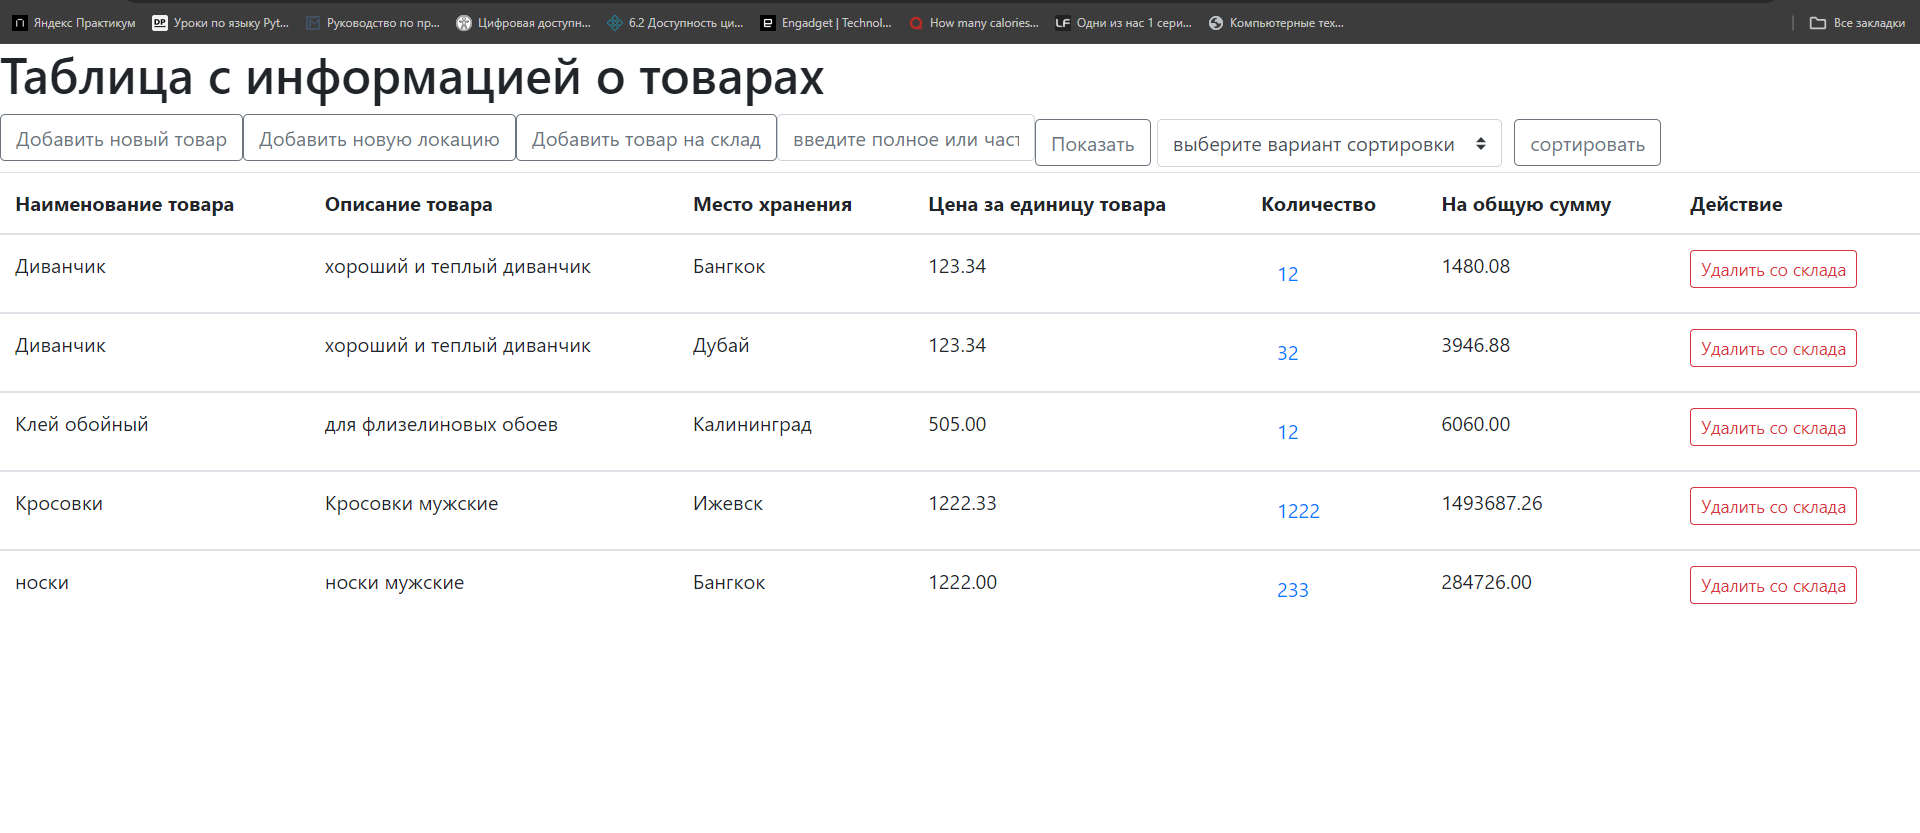 Яндекс Практикум Уроки по языку Pyt... Руководство по пр... Цифровая доступн... 6.2 Доступность ци... Engadget | Technol... How many calories... Одни из нас 1 сери... Компьютерные тех... Все закладки
Таблица с информацией о товарах
Добавить новый товар Добавить новую локацию Добавить товар на склад введите полное или част Показать выберите вариант сортировки сортировать
Наименование товара Описание товара Место хранения Цена за единицу товара Количество На общую сумму Действие
Диванчик хороший и теплый диванчик Бангкок 123.34 12 1480.08 Удалить со склада
Диванчик хороший и теплый диванчик Дубай 123.34 32 3946.88 Удалить со склада
Клей обойный для флизелиновых обоев Калининград 505.00 12 6060.00 Удалить со склада
Кросовки Кросовки мужские Ижевск 1222.33 1222 1493687.26 Удалить со склада
носки носки мужские Бангкок 1222.00 233 284726.00 Удалить со склада